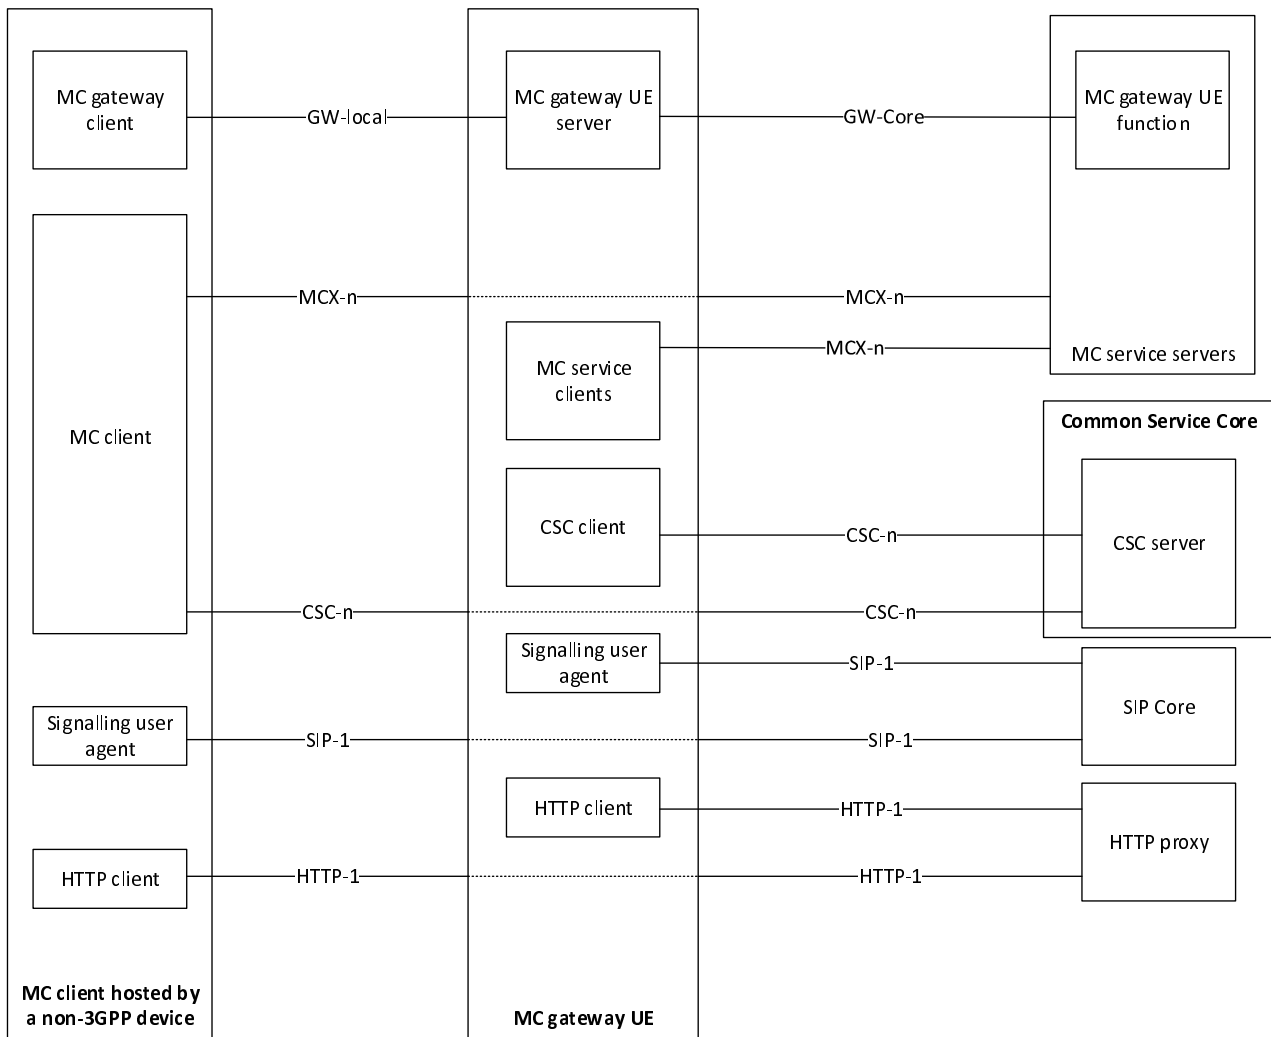 MC gateway
client
GW-local
MC gateway UE
server
GW-Core
MC gateway UE
function
MCX-n
MCX-n
MC service
clients
MCX-n
MC service servers
Common Service Core
MC client
CSC client
CSC-n
CSC server
CSC-n
CSC-n
Signalling user
agent
SIP-1
SIP Core
Signalling user
agent
SIP-1
SIP-1
HTTP client
HTTP-1
HTTP proxy
HTTP client
HTTP-1
HTTP-1
MC client hosted by
a non-3GPP device
MC gateway UE